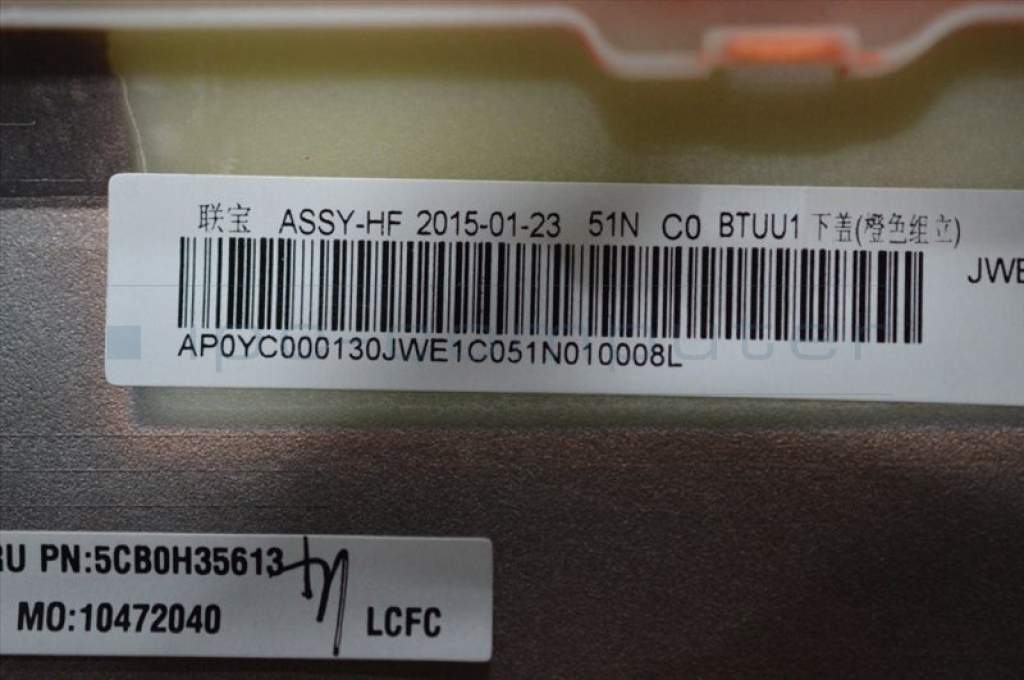 联宝 ASSY-HF 2015-01-23 51N C0 BTUU1 下盖(橙色组立)
JWE
AP0YC000130JWE1C051N010008L
RU PN:5CB0H35613
MO:10472040 LCFC